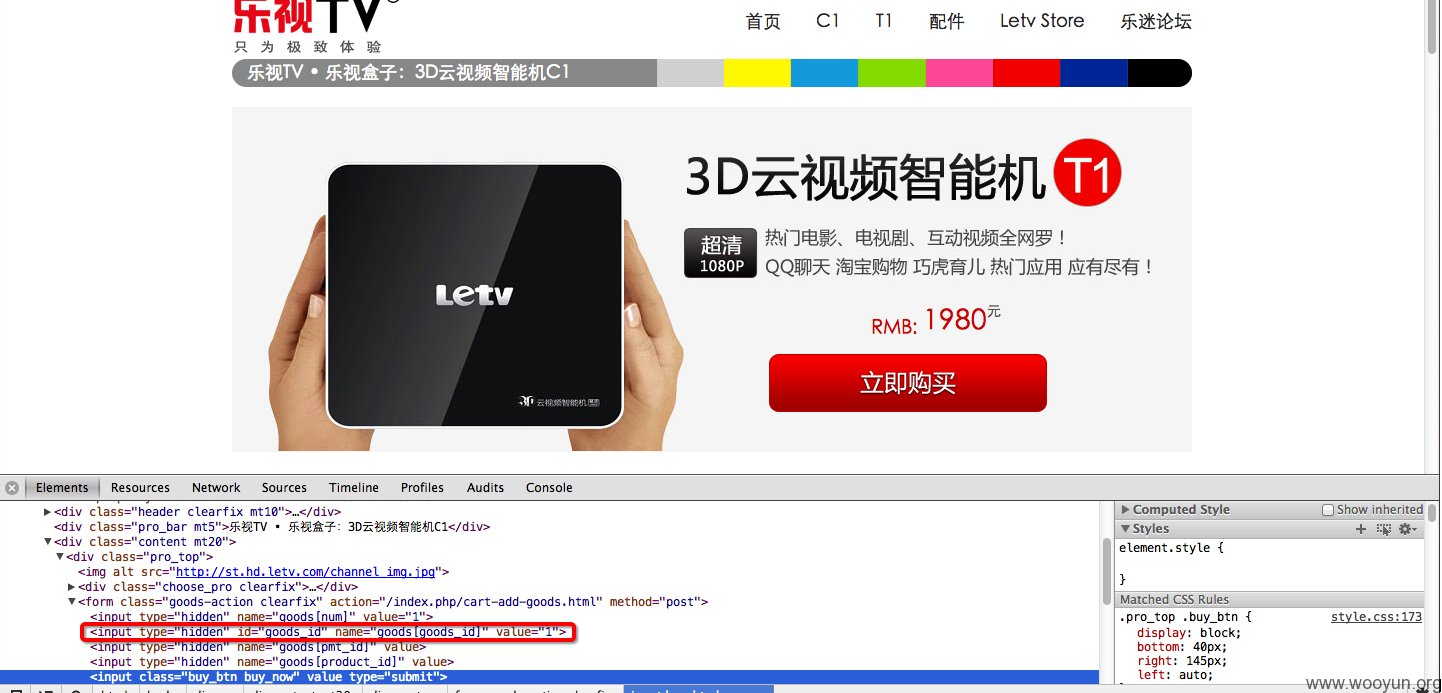 乐视TV
只为极致体验
首页 C1 T1 配件 Letv Store 乐迷论坛
乐视TV • 乐视盒子：3D云视频智能机C1
3D云视频智能机 T1
超清
1080P
热门电影、电视剧、互动视频全网罗！
QQ聊天 淘宝购物 巧虎育儿 热门应用 应有尽有！
RMB: 1980元
立即购买
Letv
3D 云视频智能机
Elements Resources Network Sources Timeline Profiles Audits Console
▶<div class="header clearfix mt10">…</div>
<div class="pro_bar mt5">乐视TV • 乐视盒子：3D云视频智能机C1</div>
▼<div class="content mt20">
▼<div class="pro_top">
<img alt src="http://st.hd.letv.com/channel_img.jpg">
▶<div class="choose_pro clearfix">…</div>
▼<form class="goods-action clearfix" action="/index.php/cart-add-goods.html" method="post">
<input type="hidden" name="goods[num]" value="1">
<input type="hidden" id="goods_id" name="goods[goods_id]" value="1">
<input type="hidden" name="goods[pmt_id]" value>
<input type="hidden" name="goods[product_id]" value>
<input class="buy_btn buy_now" value type="submit">
▶ Computed Style Show inherited
▼ Styles
element.style {
}
Matched CSS Rules
.pro_top .buy_btn { style.css:173
display: block;
bottom: 40px;
right: 145px;
left: auto;
www.wooyun.org